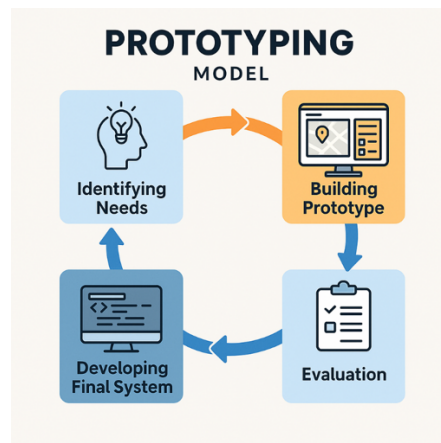 PROTOTYPING
MODEL
Identifying
Needs
Building
Prototype
Developing
Final System
Evaluation